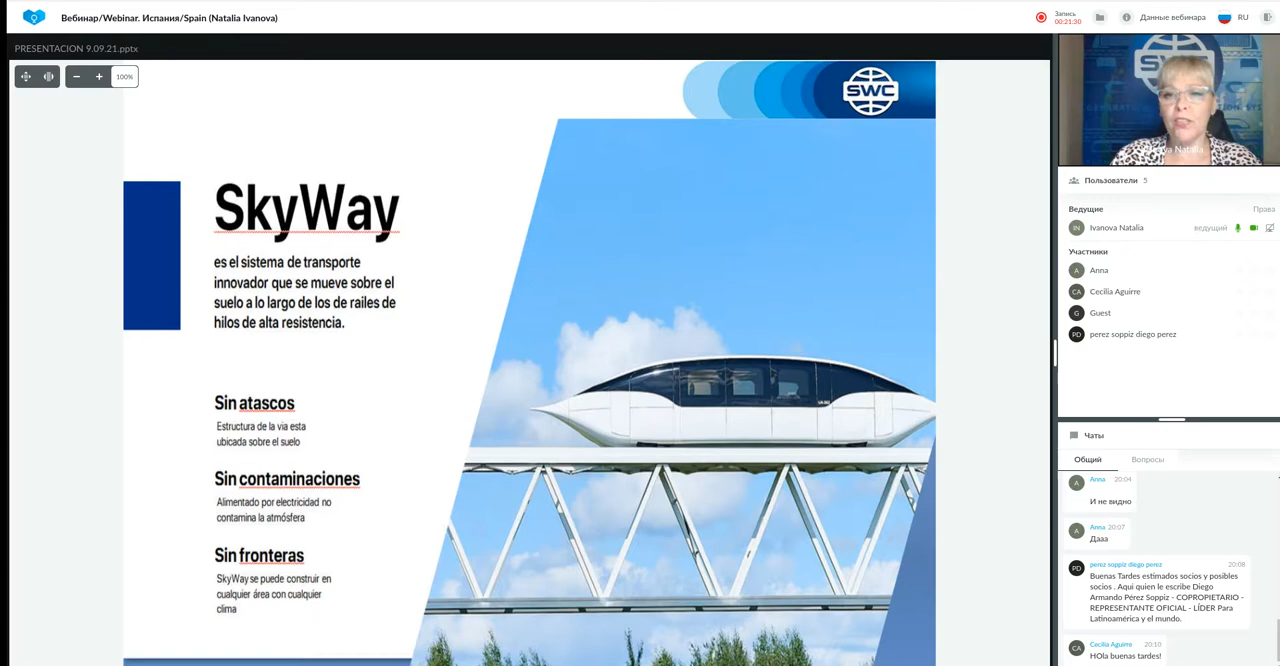 Вебинар/Webinar. Испания/Spain (Natalia Ivanova)
Запись
00:21:30
Данные вебинара
RU
PRESENTACION 9.09.21.pptx
100%
SWC
SkyWay
es el sistema de transporte
innovador que se mueve sobre el
suelo a lo largo de los de railes de
hilos de alta resistencia.
Sin atascos
Estructura de la via esta
ubicada sobre el suelo
Sin contaminaciones
Alimentado por electricidad no
contamina la atmósfera
Sin fronteras
SkyWay se puede construir en
cualquier área con cualquier
clima
SWC
Natalia
Пользователи 5
Ведущие
Права
IN
Ivanova Natalia
ведущий
Участники
A
Anna
CA
Cecilia Aguirre
G
Guest
PD
perez soppiz diego perez
Чаты
Общий
Вопросы
A
Anna 20:04
И не видно
A
Anna 20:07
Дааа
PD
perez soppiz diego perez 20:08
Buenas Tardes estimados socios y posibles
socios . Aqui quien le escribe Diego
Armando Pérez Soppiz - COPROPIETARIO -
REPRESENTANTE OFICIAL - LÍDER Para
Latinoamérica y el mundo.
CA
Cecilia Aguirre 20:10
HOla buenas tardes!